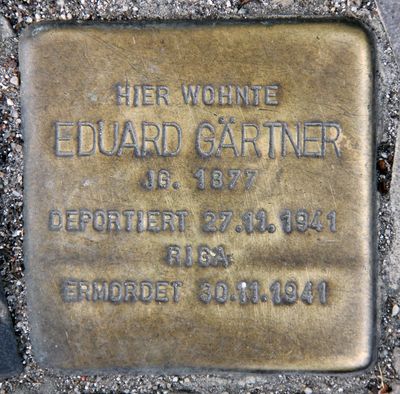 HIER WOHNTE
EDUARD GÄRTNER
JG. 1877
DEPORTIERT 27.11.1941
RIGA
ERMORDET 30.11.1941